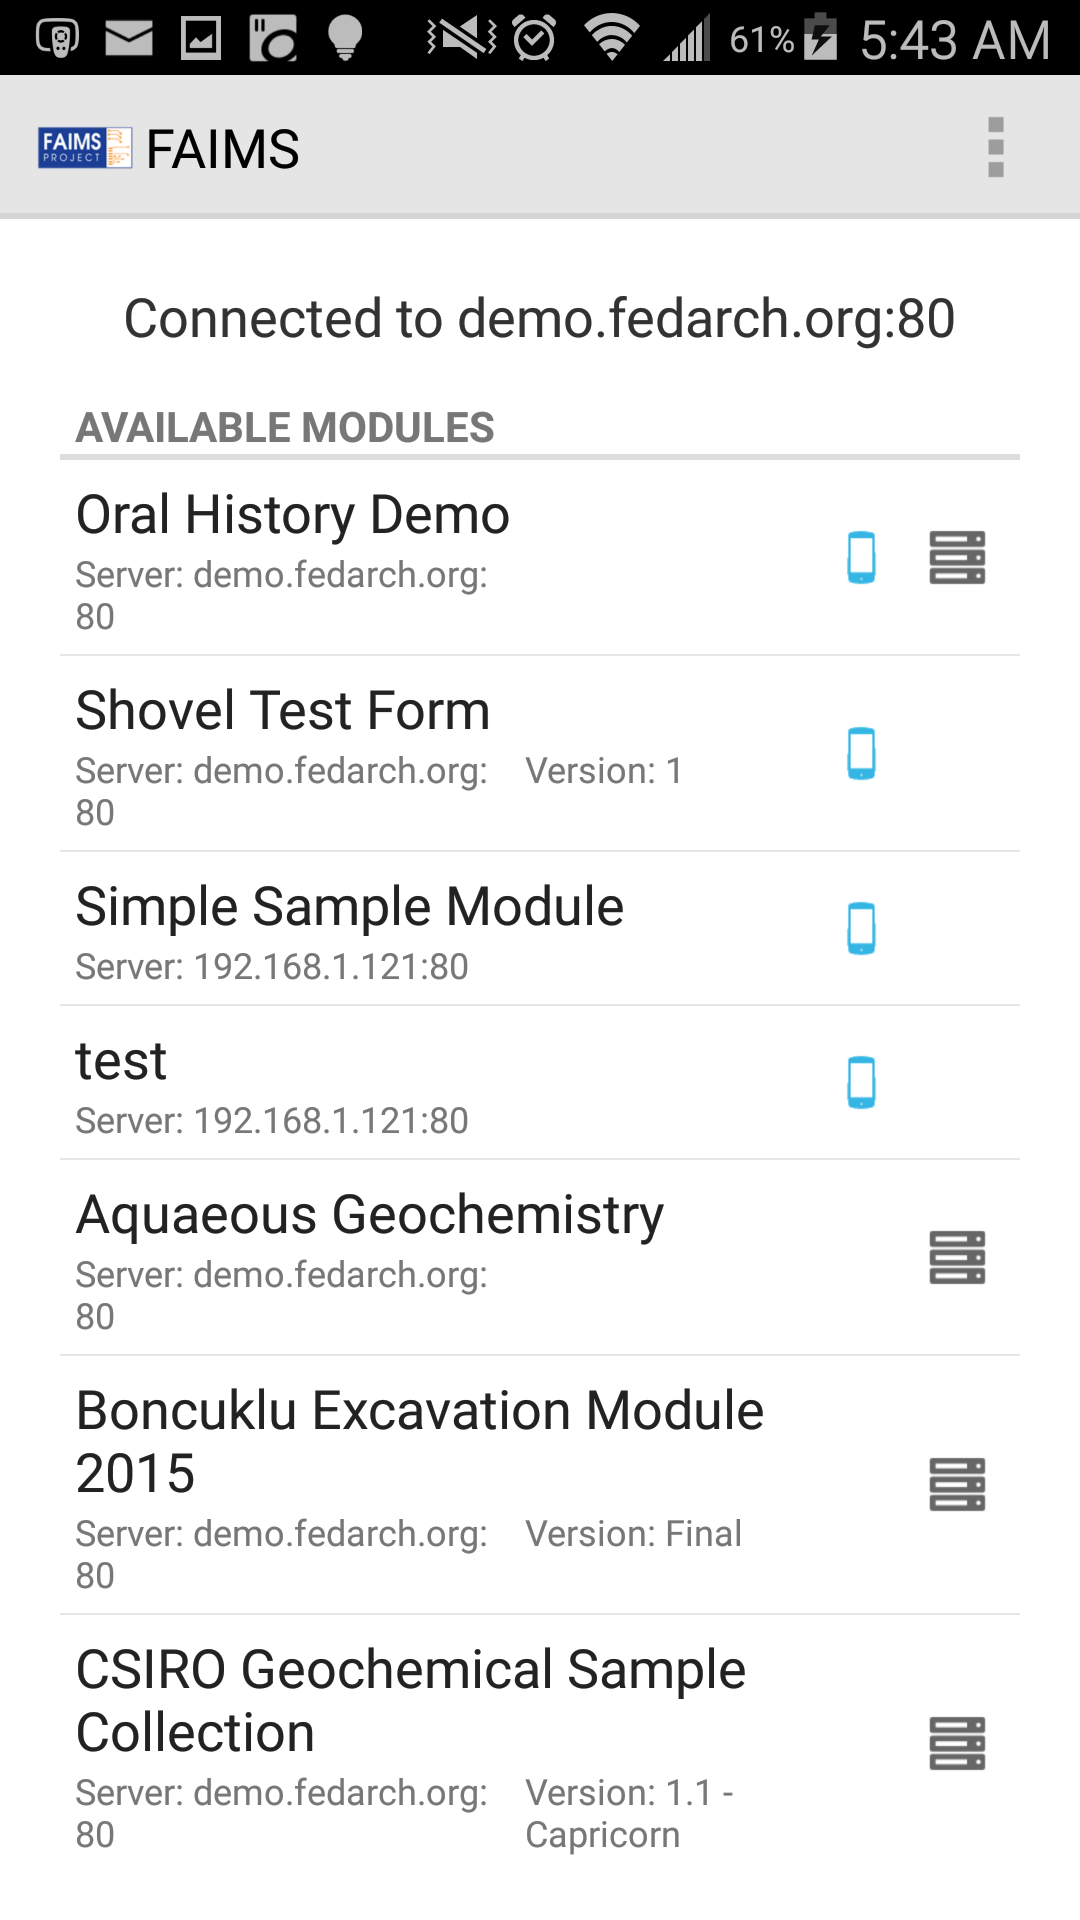 61% 5:43 AM
FAIMS PROJECT FAIMS
Connected to demo.fedarch.org:80
AVAILABLE MODULES
Oral History Demo
Server: demo.fedarch.org:
80
Shovel Test Form
Server: demo.fedarch.org: Version: 1
80
Simple Sample Module
Server: 192.168.1.121:80
test
Server: 192.168.1.121:80
Aquaeous Geochemistry
Server: demo.fedarch.org:
80
Boncuklu Excavation Module
2015
Server: demo.fedarch.org: Version: Final
80
CSIRO Geochemical Sample
Collection
Server: demo.fedarch.org: Version: 1.1 -
80 Capricorn